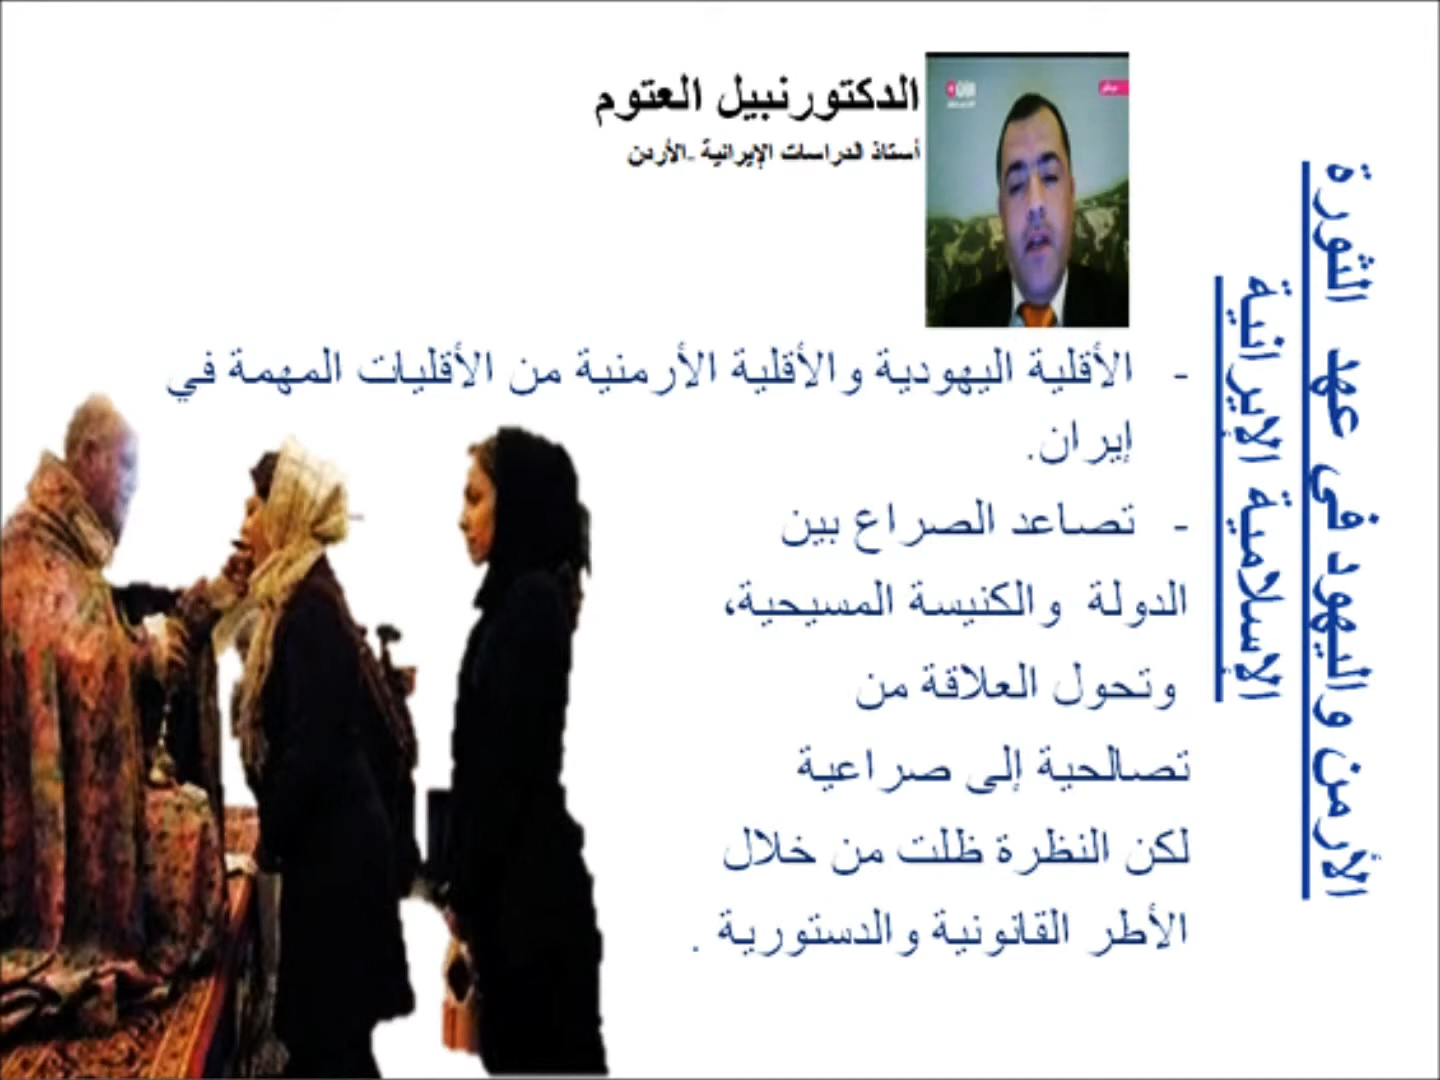 الأرمن واليهود فى عهد الثورة
الإسلامية الإيرانية
الدكتورنبيل العتوم
أستاذ الدراسات الإيرانية -الأردن
- الأقلية اليهودية والأقلية الأرمنية من الأقليات المهمة في
إيران.
- تصاعد الصراع بين
الدولة والكنيسة المسيحية،
وتحول العلاقة من
تصالحية إلى صراعية
لكن النظرة ظلت من خلال
الأطر القانونية والدستورية .